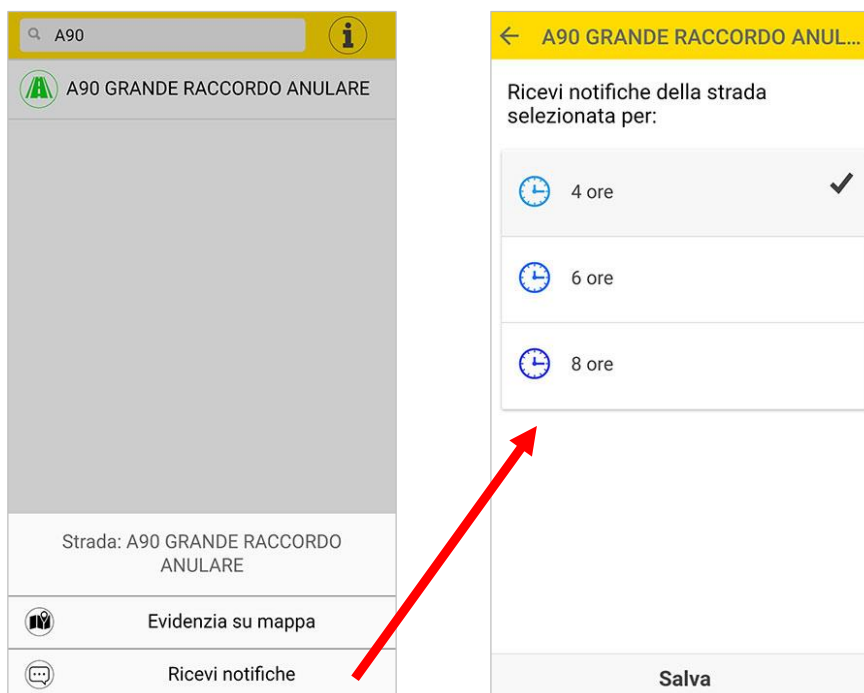 A90
A90 GRANDE RACCORDO ANULARE
Strada: A90 GRANDE RACCORDO
ANULARE
Evidenzia su mappa
Ricevi notifiche
A90 GRANDE RACCORDO ANUL...
Ricevi notifiche della strada
selezionata per:
4 ore
6 ore
8 ore
Salva